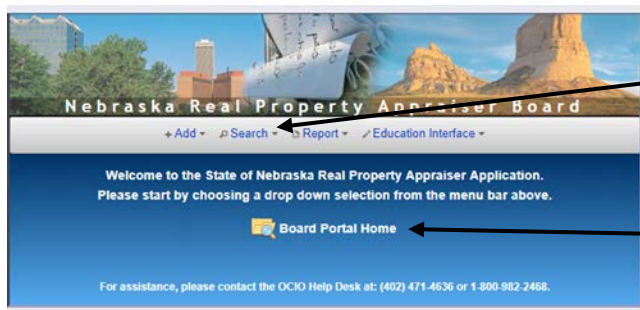 Nebraska Real Property Appraiser Board
+ Add Search Report Education Interface
Welcome to the State of Nebraska Real Property Appraiser Application.
Please start by choosing a drop down selection from the menu bar above.
Board Portal Home
For assistance, please contact the OCIO Help Desk at: (402) 471-4636 or 1-800-982-2468.